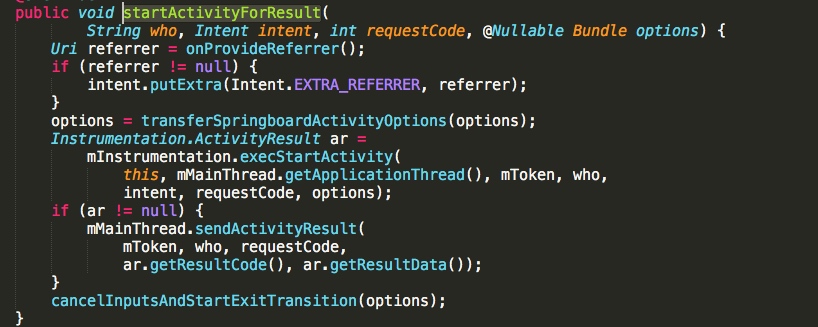 public void startActivityForResult(
String who, Intent intent, int requestCode, @Nullable Bundle options) {
Uri referrer = onProvideReferrer();
if (referrer != null) {
intent.putExtra(Intent.EXTRA_REFERRER, referrer);
}
options = transferSpringboardActivityOptions(options);
Instrumentation.ActivityResult ar =
mInstrumentation.execStartActivity(
this, mMainThread.getApplicationThread(), mToken, who,
intent, requestCode, options);
if (ar != null) {
mMainThread.sendActivityResult(
mToken, who, requestCode,
ar.getResultCode(), ar.getResultData());
}
cancelInputsAndStartExitTransition(options);
}